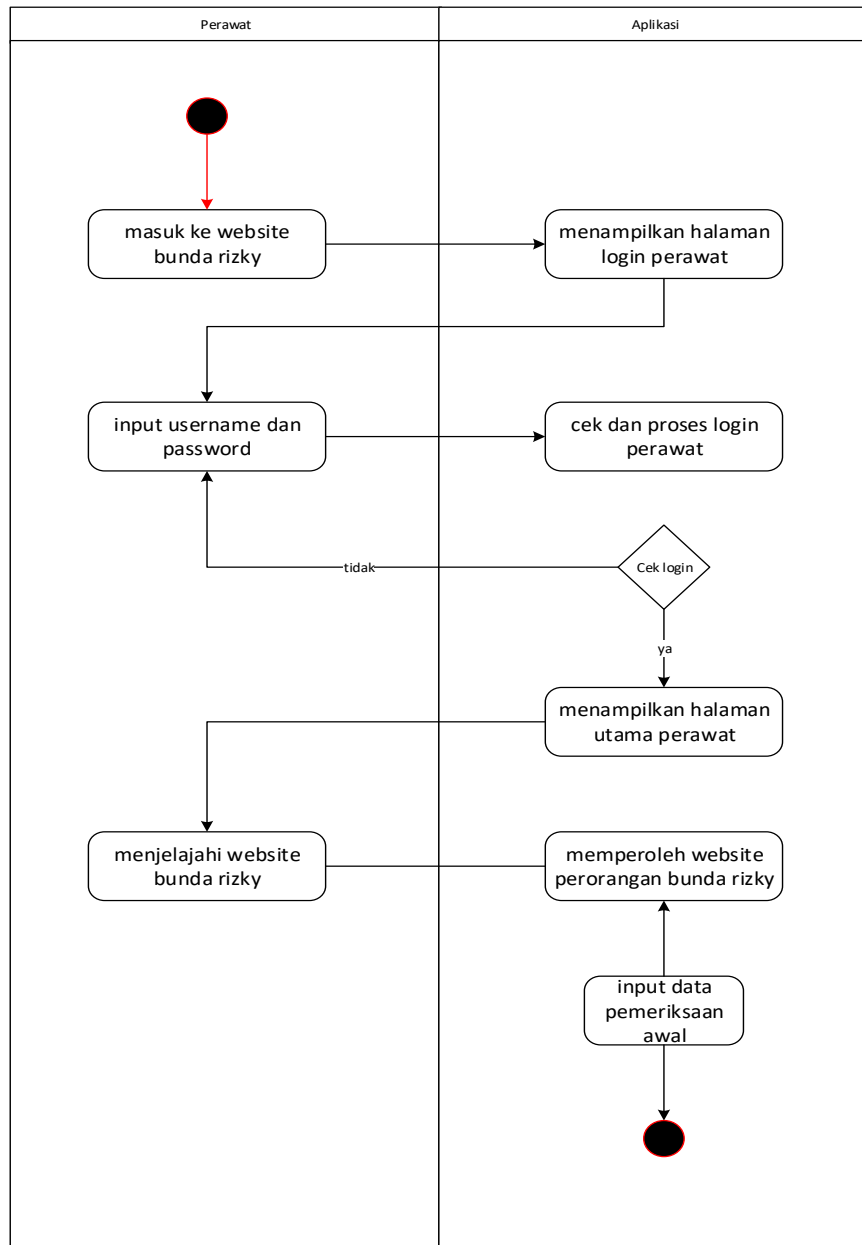 Perawat
Aplikasi
masuk ke website
bunda rizky
menampilkan halaman
login perawat
input username dan
password
cek dan proses login
perawat
tidak
Cek login
ya
menampilkan halaman
utama perawat
menjelajahi website
bunda rizky
memperoleh website
perorangan bunda rizky
input data
pemeriksaan
awal